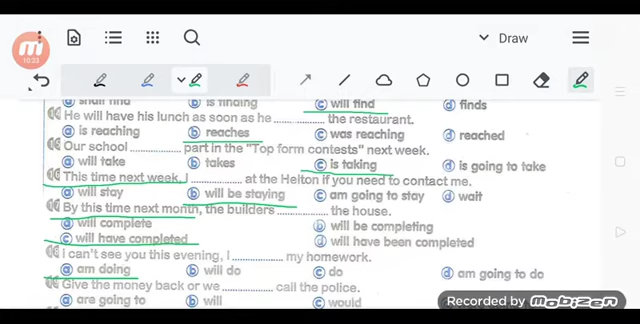 Draw
10:23
ⓐ shall find ⓑ is finding ⓒ will find ⓓ finds
He will have his lunch as soon as he ............ the restaurant.
ⓐ is reaching ⓑ reaches ⓒ was reaching ⓓ reached
Our school ............ part in the "Top form contests" next week.
ⓐ will take ⓑ takes ⓒ is taking ⓓ is going to take
This time next week, I ............ at the Helton if you need to contact me.
ⓐ will stay ⓑ will be staying ⓒ am going to stay ⓓ wait
By this time next month, the builders ............ the house.
ⓐ will complete ⓑ will be completing
ⓒ will have completed ⓓ will have been completed
I can't see you this evening, I ............ my homework.
ⓐ am doing ⓑ will do ⓒ do ⓓ am going to do
Give the money back or we ............ call the police.
ⓐ are going to ⓑ will ⓒ would
Recorded by Mobizen